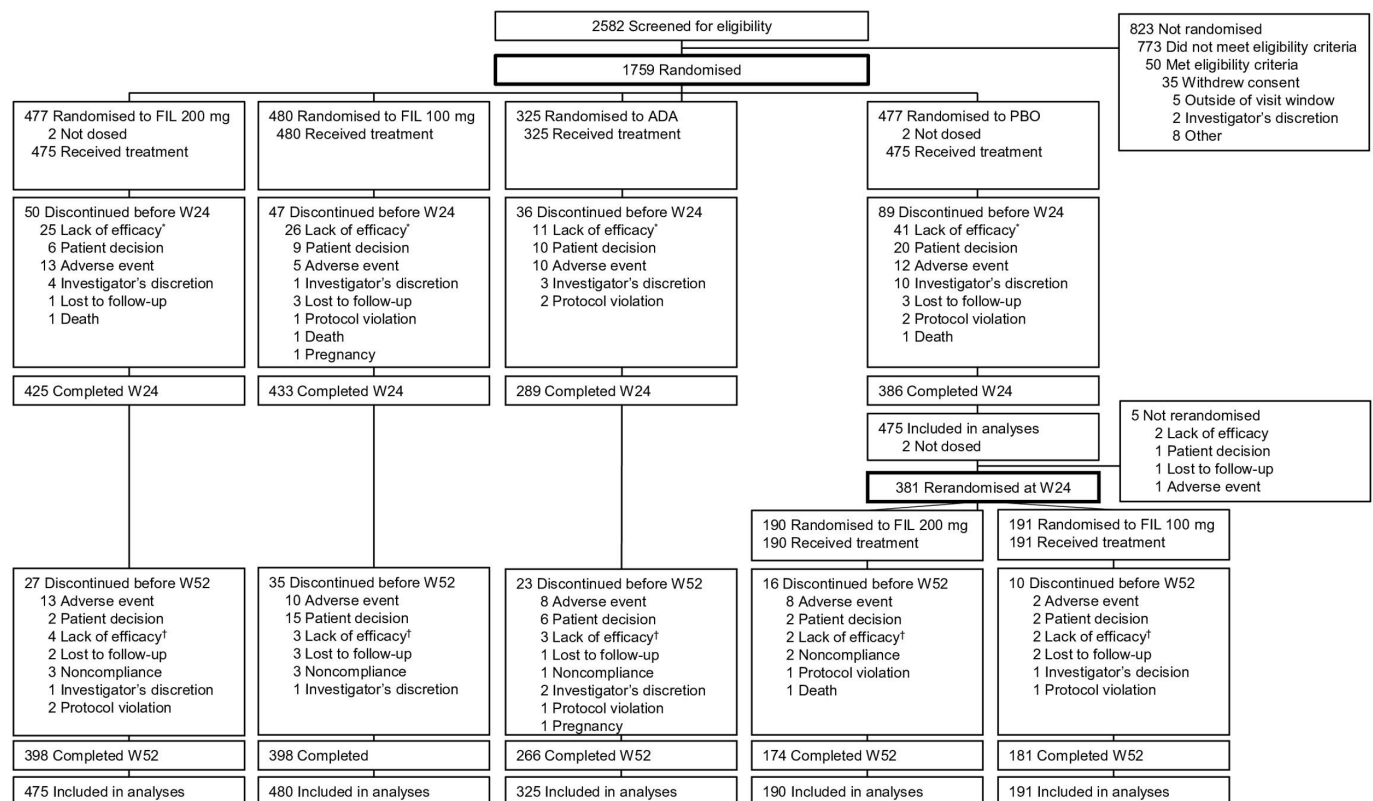 2582 Screened for eligibility
823 Not randomised
773 Did not meet eligibility criteria
50 Met eligibility criteria
35 Withdrew consent
5 Outside of visit window
2 Investigator's discretion
8 Other
1759 Randomised
477 Randomised to FIL 200 mg
2 Not dosed
475 Received treatment
480 Randomised to FIL 100 mg
480 Received treatment
325 Randomised to ADA
325 Received treatment
477 Randomised to PBO
2 Not dosed
475 Received treatment
50 Discontinued before W24
25 Lack of efficacy*
6 Patient decision
13 Adverse event
4 Investigator's discretion
1 Lost to follow-up
1 Death
47 Discontinued before W24
26 Lack of efficacy*
9 Patient decision
5 Adverse event
1 Investigator's discretion
3 Lost to follow-up
1 Protocol violation
1 Death
1 Pregnancy
36 Discontinued before W24
11 Lack of efficacy*
10 Patient decision
10 Adverse event
3 Investigator's discretion
2 Protocol violation
89 Discontinued before W24
41 Lack of efficacy*
20 Patient decision
12 Adverse event
10 Investigator's discretion
3 Lost to follow-up
2 Protocol violation
1 Death
425 Completed W24
433 Completed W24
289 Completed W24
386 Completed W24
475 Included in analyses
2 Not dosed
5 Not rerandomised
2 Lack of efficacy
1 Patient decision
1 Lost to follow-up
1 Adverse event
381 Rerandomised at W24
190 Randomised to FIL 200 mg
190 Received treatment
191 Randomised to FIL 100 mg
191 Received treatment
27 Discontinued before W52
13 Adverse event
2 Patient decision
4 Lack of efficacy†
2 Lost to follow-up
3 Noncompliance
1 Investigator's discretion
2 Protocol violation
35 Discontinued before W52
10 Adverse event
15 Patient decision
3 Lack of efficacy†
3 Lost to follow-up
3 Noncompliance
1 Investigator's discretion
23 Discontinued before W52
8 Adverse event
6 Patient decision
3 Lack of efficacy†
1 Lost to follow-up
1 Noncompliance
2 Investigator's discretion
1 Protocol violation
1 Pregnancy
16 Discontinued before W52
8 Adverse event
2 Patient decision
2 Lack of efficacy†
2 Noncompliance
1 Protocol violation
1 Death
10 Discontinued before W52
2 Adverse event
2 Patient decision
2 Lack of efficacy†
2 Lost to follow-up
1 Investigator's decision
1 Protocol violation
398 Completed W52
398 Completed
266 Completed W52
174 Completed W52
181 Completed W52
475 Included in analyses
480 Included in analyses
325 Included in analyses
190 Included in analyses
191 Included in analyses